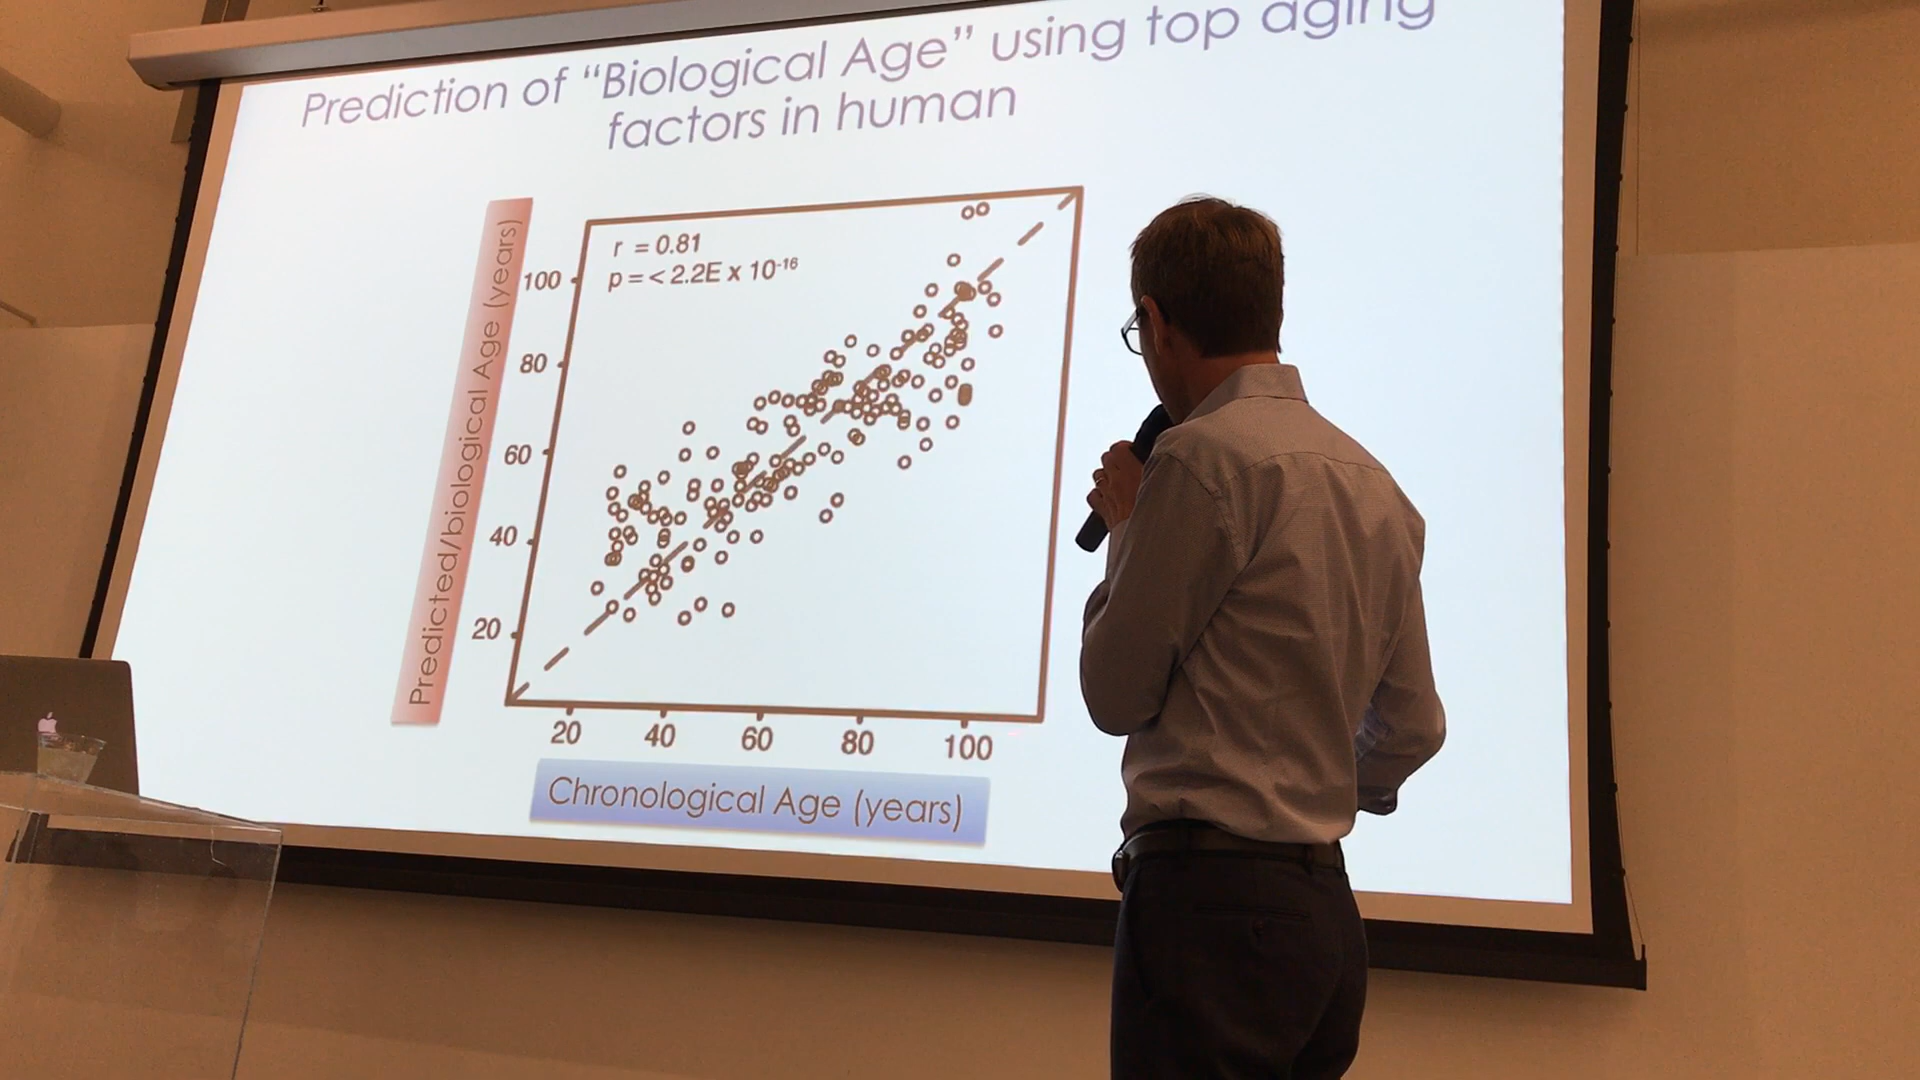 Prediction of “Biological Age” using top aging
factors in human
r = 0.81
p = < 2.2E x 10-16
Predicted/biological Age (years)
100
80
60
40
20
20 40 60 80 100
Chronological Age (years)